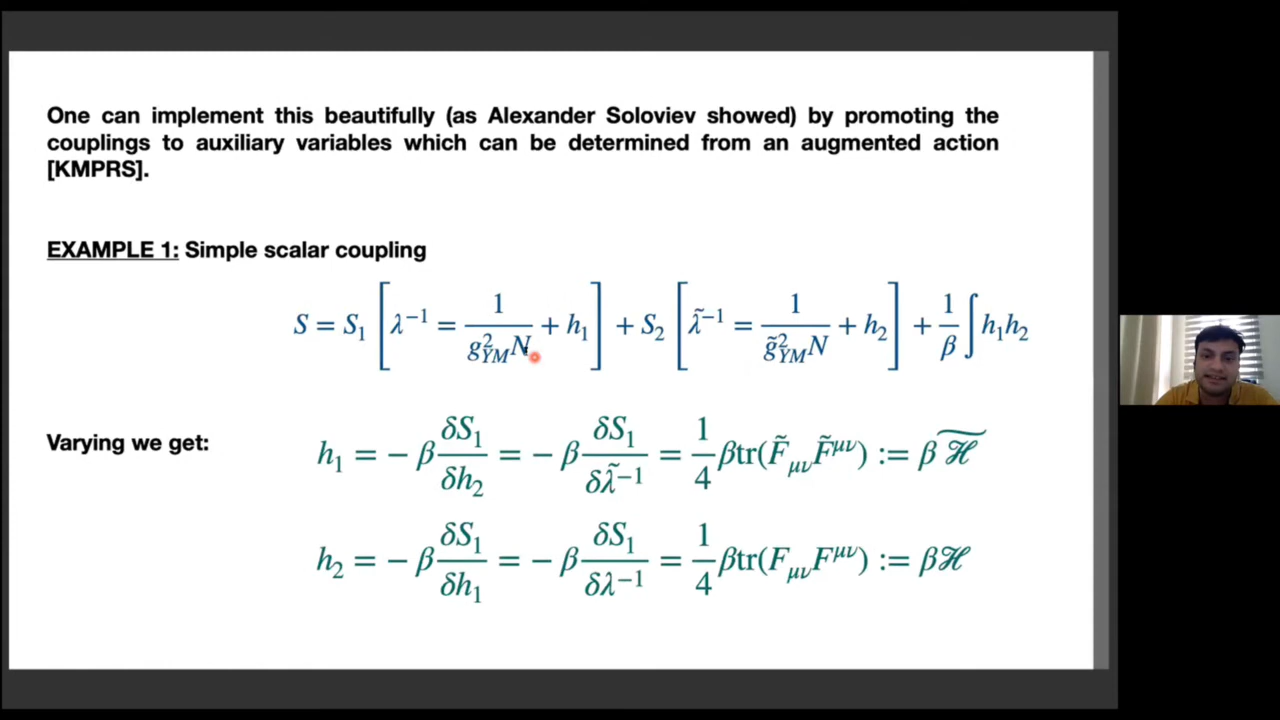 One can implement this beautifully (as Alexander Soloviev showed) by promoting the
couplings to auxiliary variables which can be determined from an augmented action
[KMPRS].
EXAMPLE 1: Simple scalar coupling
S = S₁ [λ⁻¹ = 1/(g²_YM N) + h₁] + S₂ [λ̃⁻¹ = 1/(g̃²_YM N) + h₂] + 1/β ∫ h₁h₂
Varying we get: h₁ = − β δS₁/δh₂ = − β δS₁/δλ̃⁻¹ = 1/4 βtr(F̃_μν F̃^μν) := β ℋ̃
h₂ = − β δS₁/δh₁ = − β δS₁/δλ⁻¹ = 1/4 βtr(F_μν F^μν) := βℋ